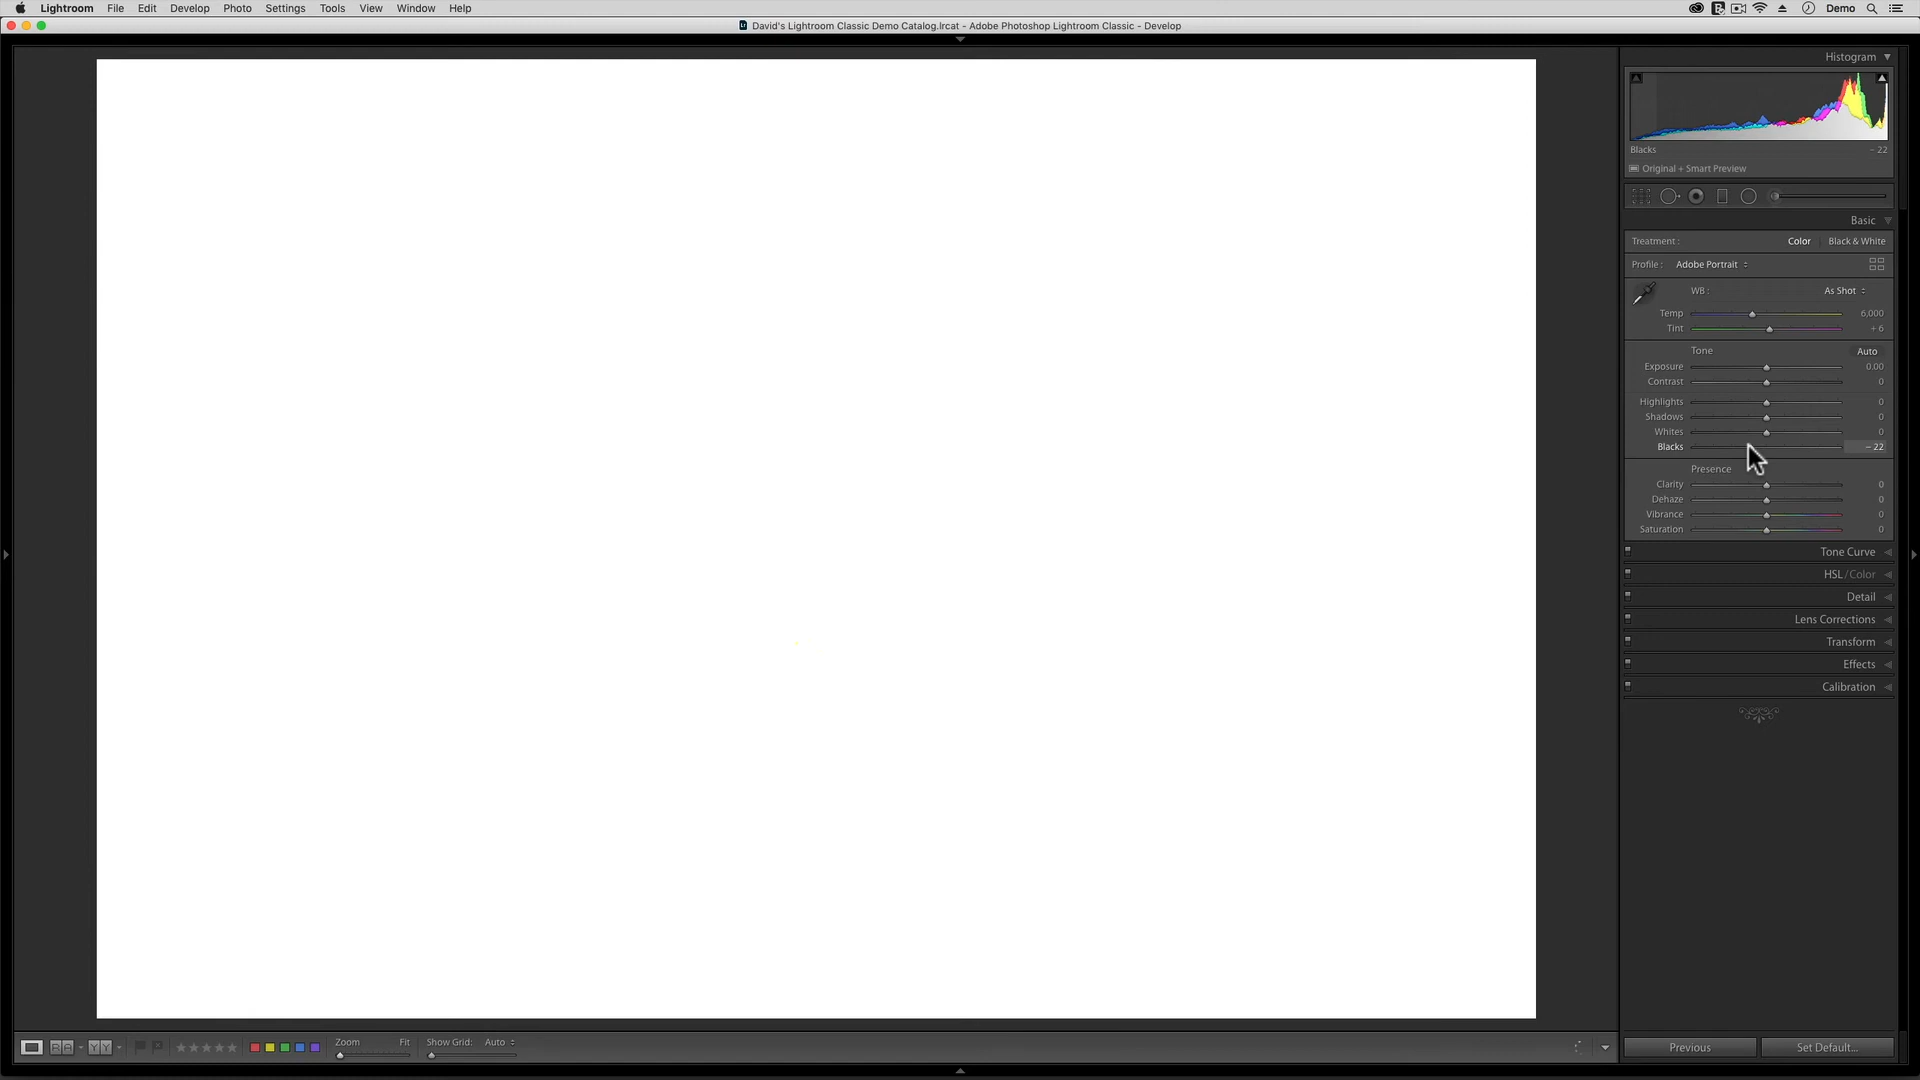 Lightroom File Edit Develop Photo Settings Tools View Window Help Demo
David's Lightroom Classic Demo Catalog.lrcat - Adobe Photoshop Lightroom Classic - Develop
Histogram
Blacks - 22
Original + Smart Preview
Basic
Treatment : Color Black & White
Profile : Adobe Portrait
WB : As Shot
Temp 6,000
Tint + 6
Tone Auto
Exposure 0.00
Contrast 0
Highlights 0
Shadows 0
Whites 0
Blacks - 22
Presence
Clarity 0
Dehaze 0
Vibrance 0
Saturation 0
Tone Curve
HSL / Color
Detail
Lens Corrections
Transform
Effects
Calibration
Zoom Fit Show Grid: Auto
Previous Set Default...